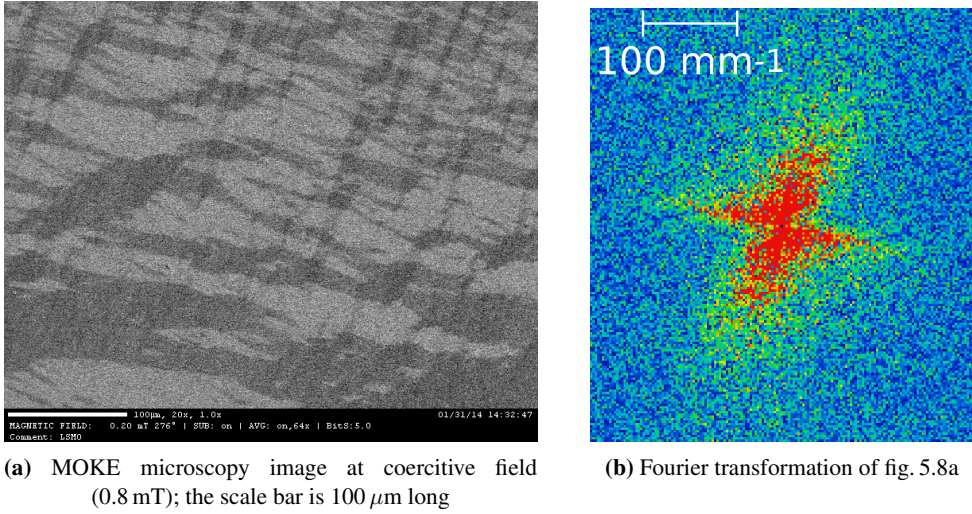 100 mm-1
100µm, 20x, 1.0x 01/31/14 14:32:47
MAGNETIC FIELD: 0.20 mT 276° | SUB: on | AVG: on,64x | BitS:5.0
Comment: LSMO
(a) MOKE microscopy image at coercitive field
(0.8 mT); the scale bar is 100 µm long
(b) Fourier transformation of fig. 5.8a